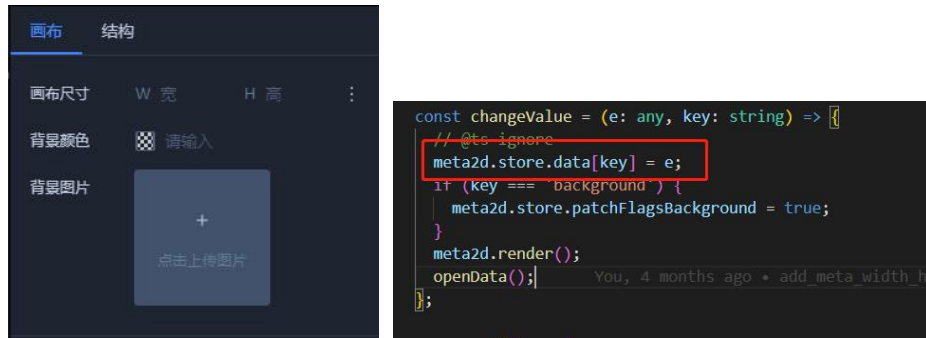 画布 结构
画布尺寸 W 宽 H 高
背景颜色 请输入
背景图片
+
点击上传图片
const changeValue = (e: any, key: string) => {
// @ts-ignore
meta2d.store.data[key] = e;
if (key === 'background') {
meta2d.store.patchFlagsBackground = true;
}
meta2d.render();
openData(); You, 4 months ago • add_meta_width_h
};